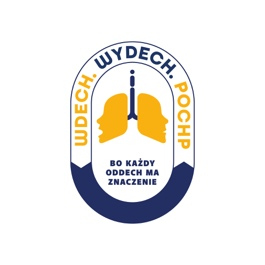 WDECH. WYDECH. POCHP
BO KAŻDY
ODDECH MA
ZNACZENIE